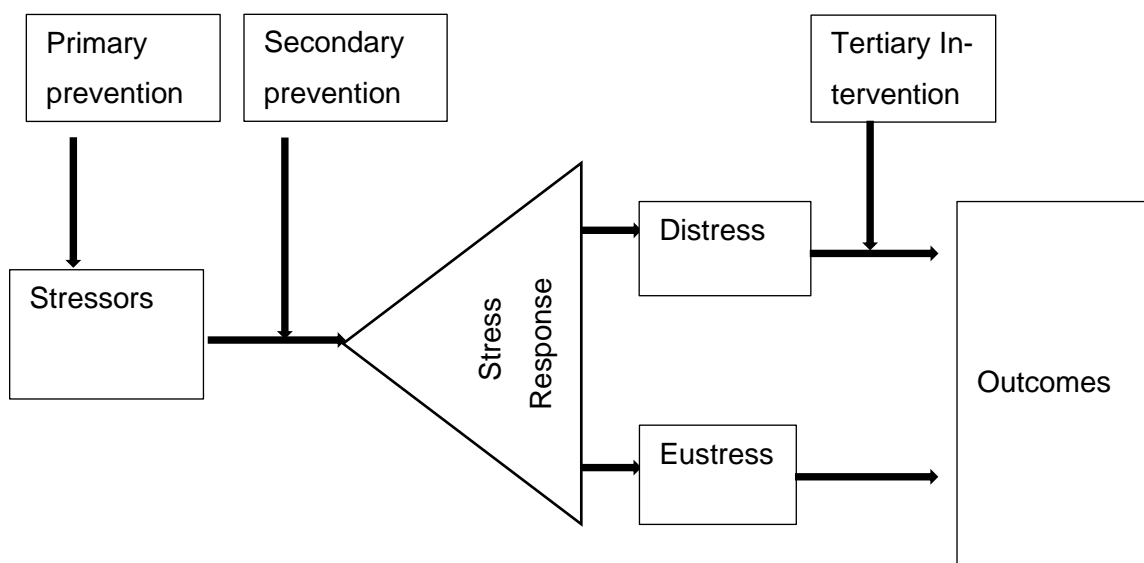 Primary
prevention
Secondary
prevention
Tertiary In-
tervention
Stressors
Stress
Response
Distress
Eustress
Outcomes